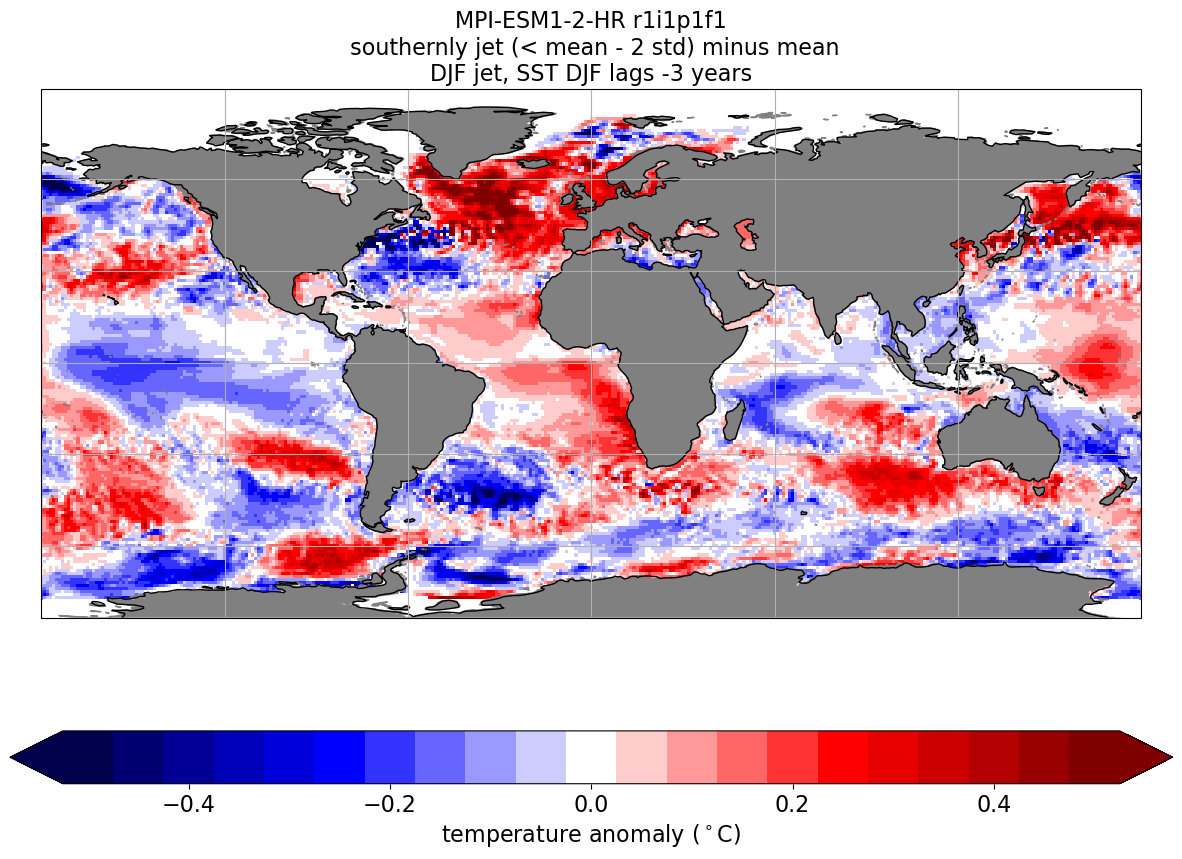 MPI-ESM1-2-HR r1i1p1f1
southernly jet (< mean - 2 std) minus mean
DJF jet, SST DJF lags -3 years
−0.4 −0.2 0.0 0.2 0.4
temperature anomaly (°C)